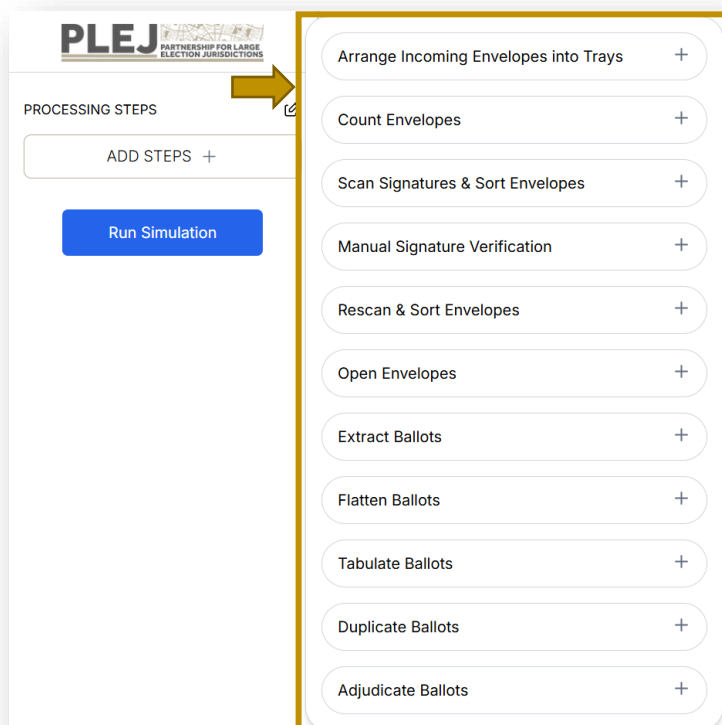 PLEJ
PARTNERSHIP FOR LARGE
ELECTION JURISDICTIONS
PROCESSING STEPS
ADD STEPS +
Run Simulation
Arrange Incoming Envelopes into Trays +
Count Envelopes +
Scan Signatures & Sort Envelopes +
Manual Signature Verification +
Rescan & Sort Envelopes +
Open Envelopes +
Extract Ballots +
Flatten Ballots +
Tabulate Ballots +
Duplicate Ballots +
Adjudicate Ballots +